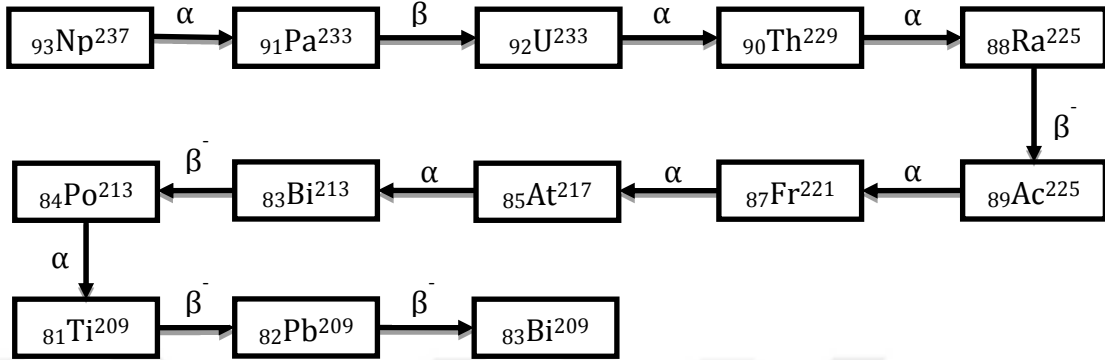 α β α α
₉₃Np²³⁷ ₉₁Pa²³³ ₉₂U²³³ ₉₀Th²²⁹ ₈₈Ra²²⁵
β⁻
β⁻ α α α
₈₄Po²¹³ ₈₃Bi²¹³ ₈₅At²¹⁷ ₈₇Fr²²¹ ₈₉Ac²²⁵
α
β⁻ β⁻
₈₁Ti²⁰⁹ ₈₂Pb²⁰⁹ ₈₃Bi²⁰⁹